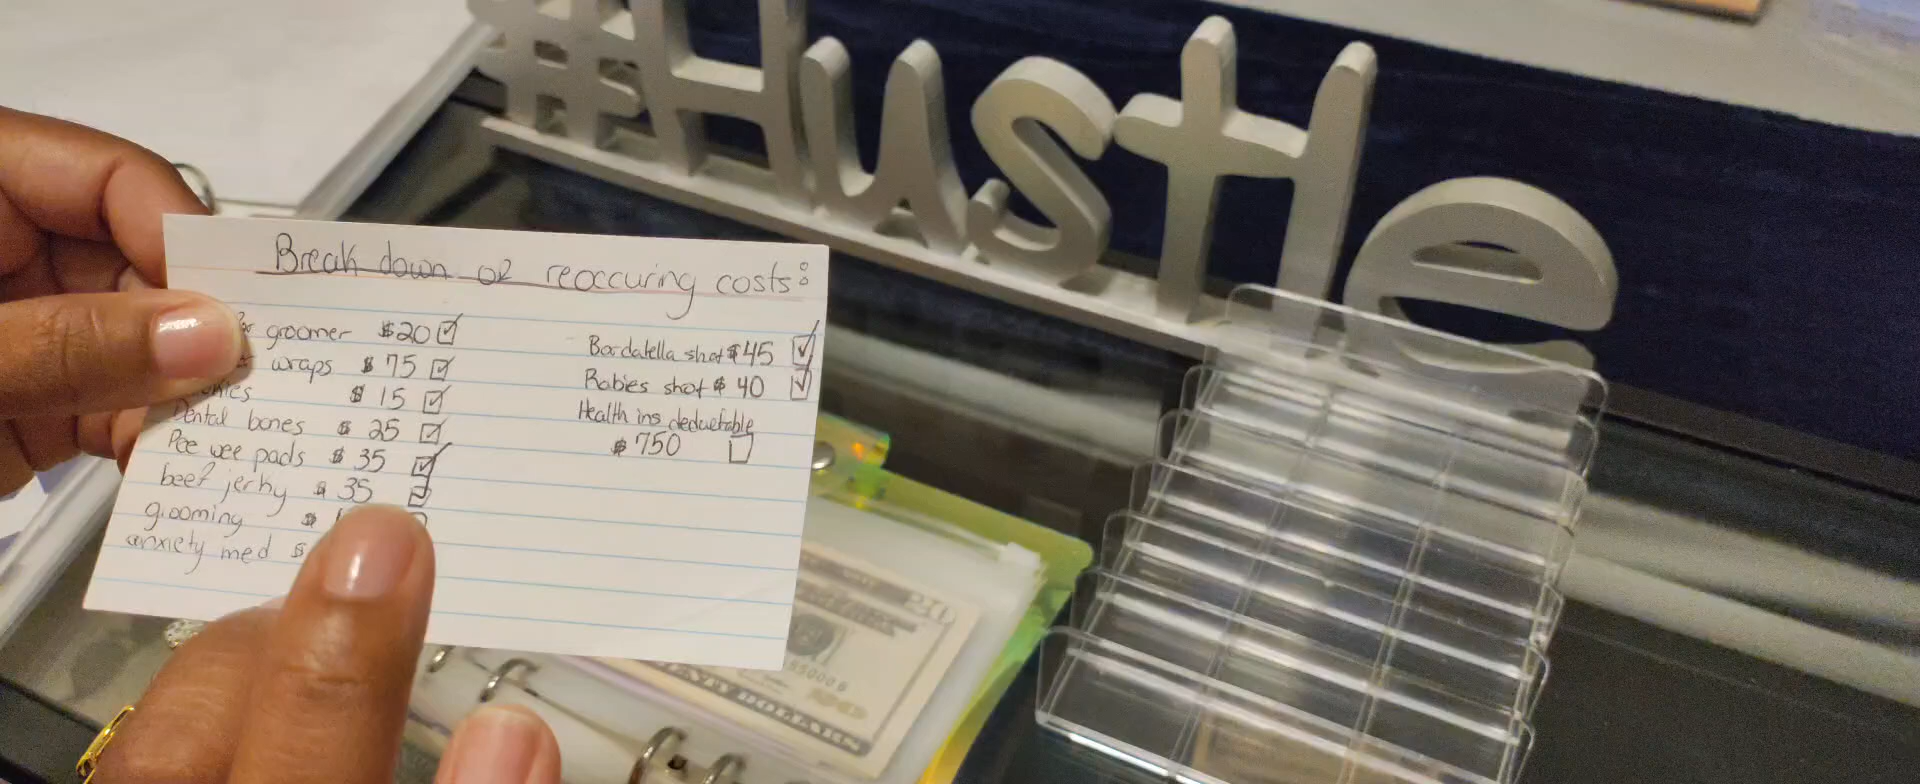 #Hustle
Break down of reoccuring costs:
groomer $20
wraps $75
$15
Dental bones $25
Pee wee pads $35
beef jerky $35
grooming $
anxiety med $
Bordatella shot $45
Rabies shot $40
Health ins deductable
$750